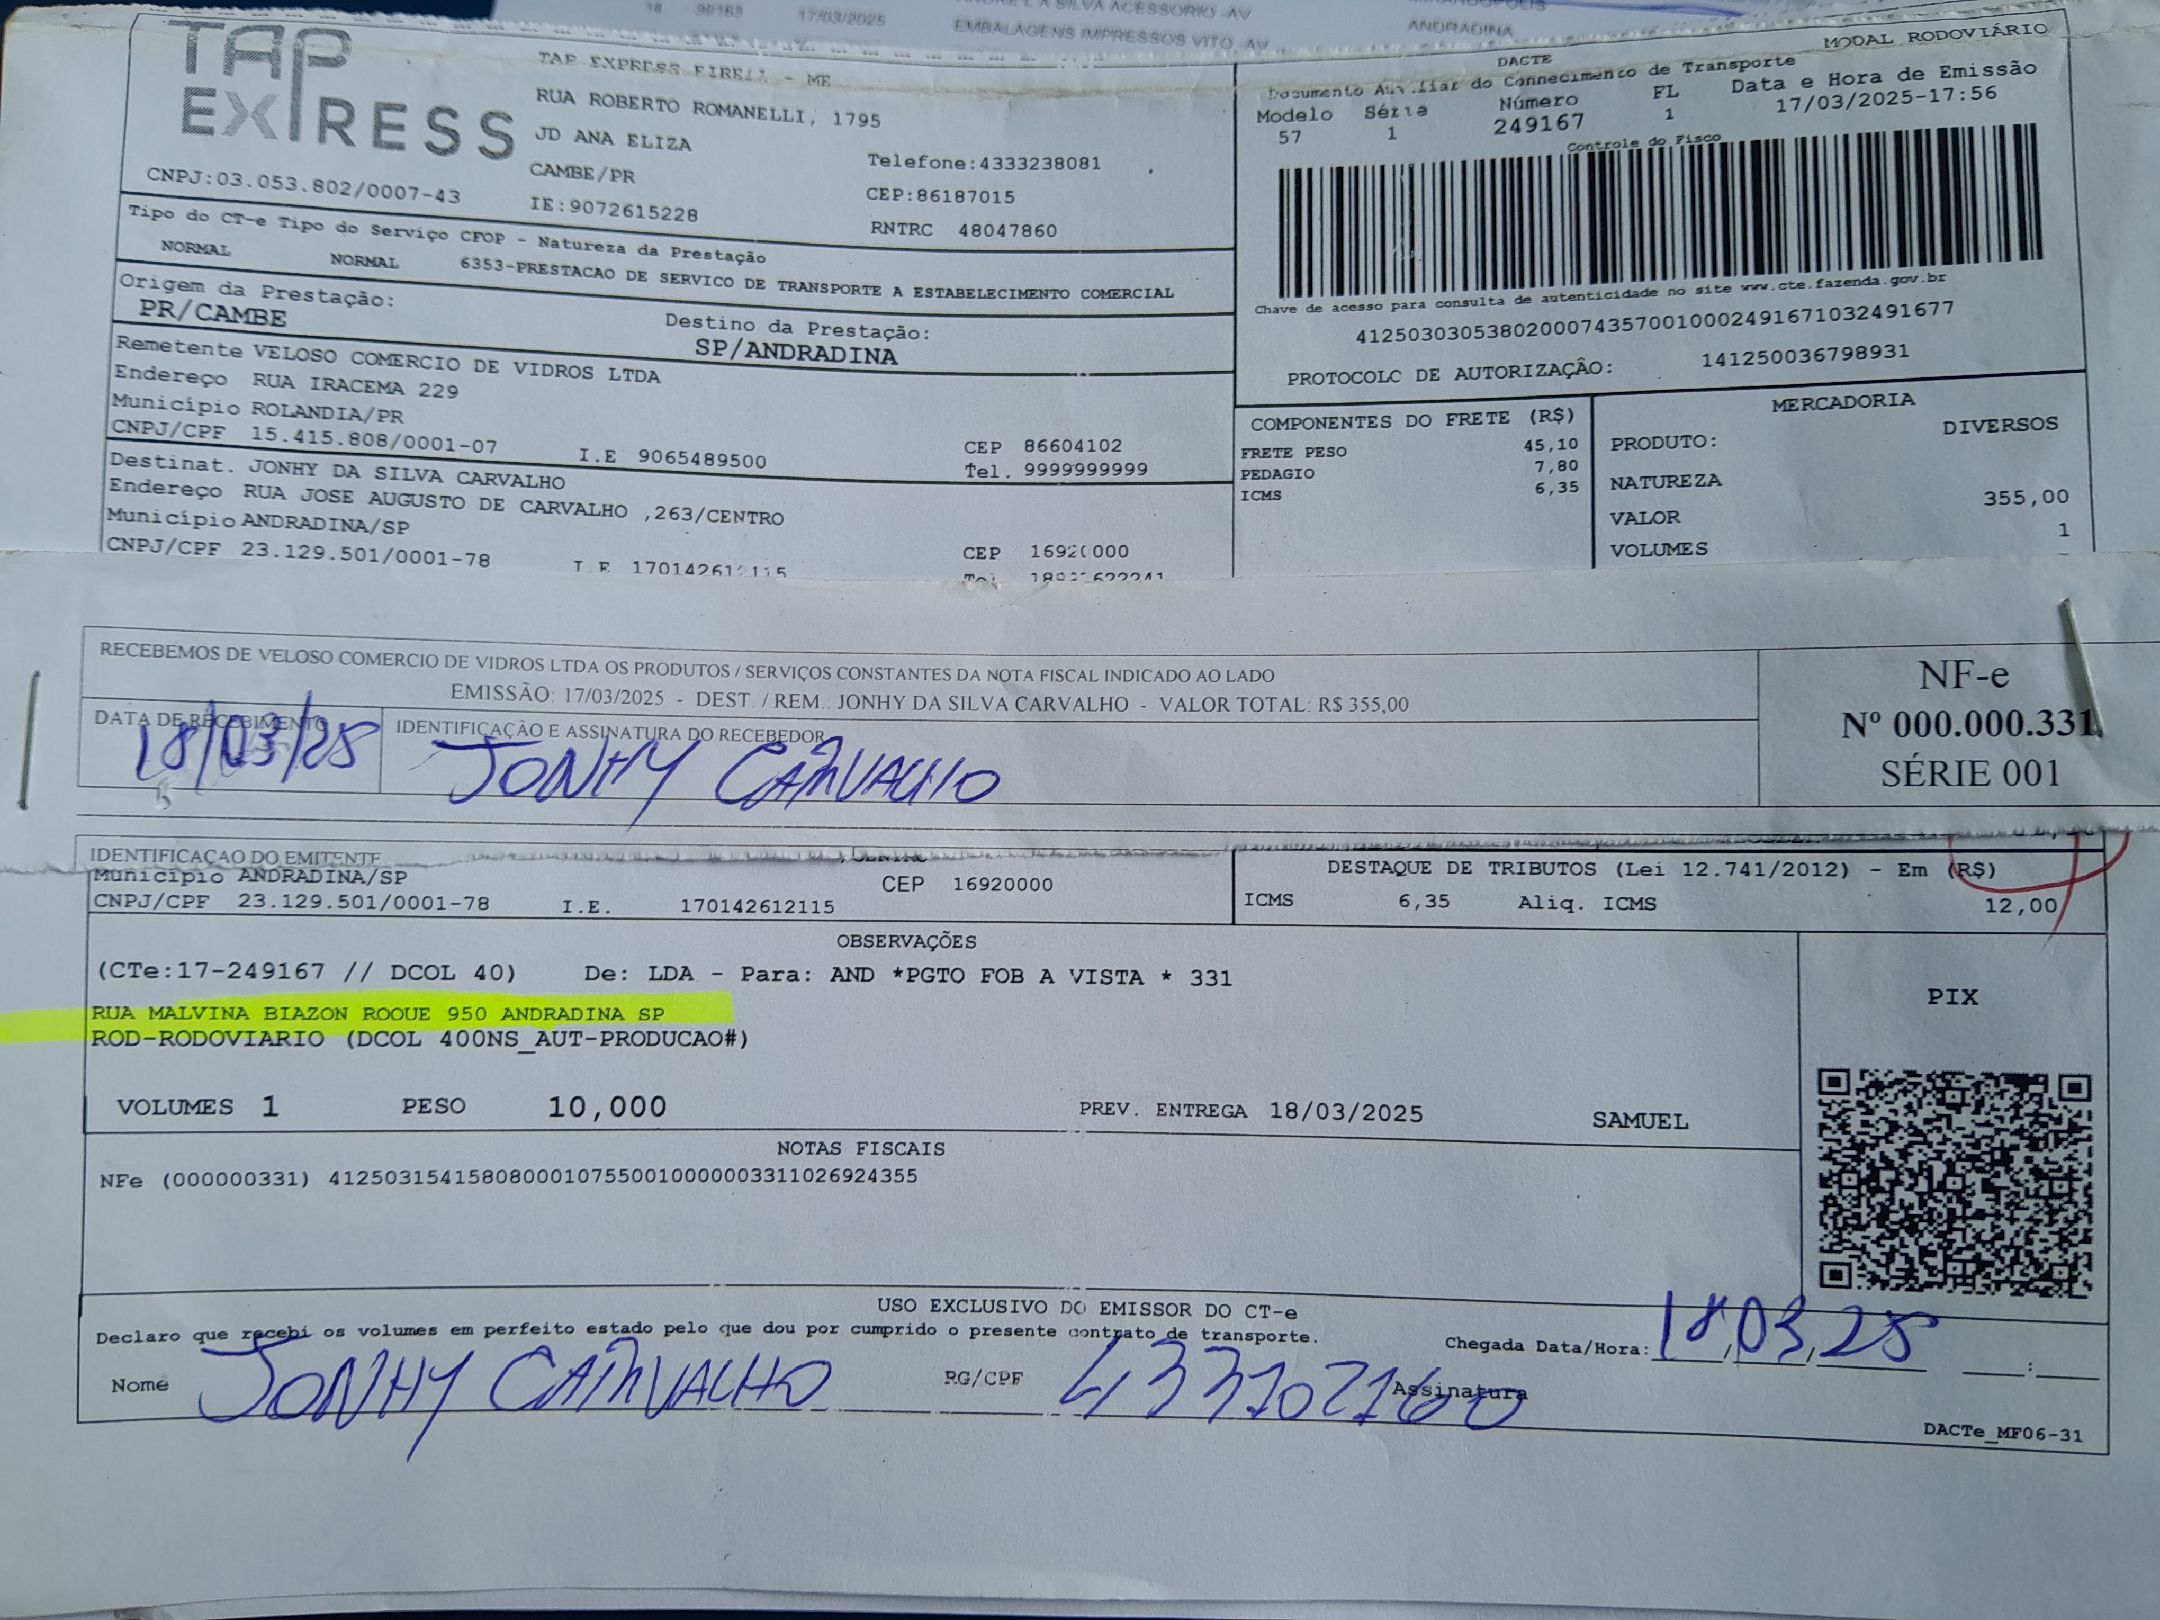 18 17/03/2025
EMBALAGENS IMPRESSOS VITO -AV ANDRADINA
TAP
EXPRESS
CNPJ:03.053.802/0007-43
TAP EXPRESS EIRELI - ME
RUA ROBERTO ROMANELLI, 1795
JD ANA ELIZA
CAMBE/PR
IE:9072615228
Telefone:4333238081
CEP:86187015
RNTRC 48047860
DACTE
MODAL RODOVIÁRIO
Documento Auxiliar do Conhecimento de Transporte
Modelo Série Número FL Data e Hora de Emissão
57 1 249167 1 17/03/2025-17:56
Controle do Fisco
Chave de acesso para consulta de autenticidade no site www.cte.fazenda.gov.br
41250303053802000743570010002491671032491677
PROTOCOLO DE AUTORIZAÇÃO: 141250036798931
Tipo do CT-e Tipo do Serviço CFOP - Natureza da Prestação
NORMAL NORMAL 6353-PRESTACAO DE SERVICO DE TRANSPORTE A ESTABELECIMENTO COMERCIAL
Origem da Prestação: Destino da Prestação:
PR/CAMBE SP/ANDRADINA
Remetente VELOSO COMERCIO DE VIDROS LTDA
Endereço RUA IRACEMA 229
Município ROLANDIA/PR CEP 86604102
CNPJ/CPF 15.415.808/0001-07 I.E 9065489500 Tel. 9999999999
Destinat. JONHY DA SILVA CARVALHO
Endereço RUA JOSE AUGUSTO DE CARVALHO ,263/CENTRO
Município ANDRADINA/SP CEP 16920000
CNPJ/CPF 23.129.501/0001-78 I.E 170142612115 Tel
COMPONENTES DO FRETE (R$)
FRETE PESO 45,10
PEDAGIO 7,80
ICMS 6,35
MERCADORIA
PRODUTO: DIVERSOS
NATUREZA
VALOR 355,00
VOLUMES 1
RECEBEMOS DE VELOSO COMERCIO DE VIDROS LTDA OS PRODUTOS / SERVIÇOS CONSTANTES DA NOTA FISCAL INDICADO AO LADO
EMISSÃO: 17/03/2025 - DEST. / REM.: JONHY DA SILVA CARVALHO - VALOR TOTAL: R$ 355,00
DATA DE RECEBIMENTO IDENTIFICAÇÃO E ASSINATURA DO RECEBEDOR
18/03/25 JONHY CARVALHO
NF-e
Nº 000.000.331
SÉRIE 001
IDENTIFICAÇÃO DO EMITENTE
Município ANDRADINA/SP CEP 16920000
CNPJ/CPF 23.129.501/0001-78 I.E. 170142612115
DESTAQUE DE TRIBUTOS (Lei 12.741/2012) - Em (R$)
ICMS 6,35 Aliq. ICMS 12,00
OBSERVAÇÕES
(CTe:17-249167 // DCOL 40) De: LDA - Para: AND *PGTO FOB A VISTA * 331
RUA MALVINA BIAZON ROQUE 950 ANDRADINA SP
ROD-RODOVIARIO (DCOL 400NS_AUT-PRODUCAO#)
VOLUMES 1 PESO 10,000 PREV. ENTREGA 18/03/2025 SAMUEL
PIX
NOTAS FISCAIS
NFe (000000331) 41250315415808000107550010000003311026924355
USO EXCLUSIVO DO EMISSOR DO CT-e
Declaro que recebi os volumes em perfeito estado pelo que dou por cumprido o presente contrato de transporte.
Chegada Data/Hora: 18,03,25 :
Nome JONHY CARVALHO RG/CPF 433102160 Assinatura
DACTe_MF06-31